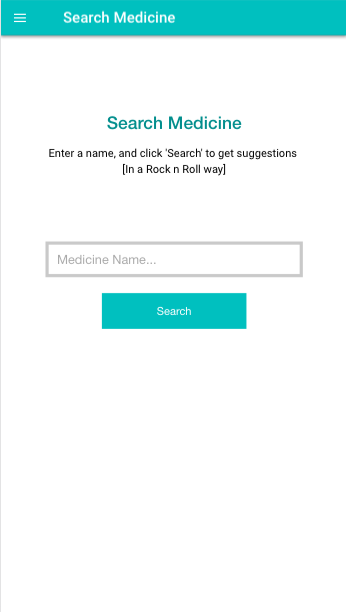 Search Medicine
Search Medicine
Enter a name, and click 'Search' to get suggestions
[In a Rock n Roll way]
Medicine Name...
Search